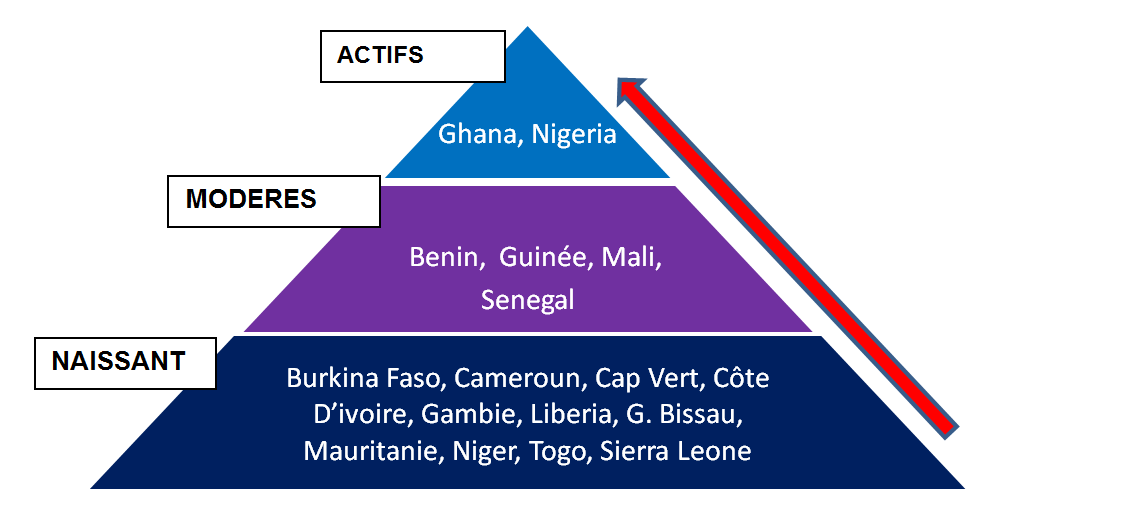 ACTIFS
Ghana, Nigeria
MODERES
Benin, Guinée, Mali,
Senegal
NAISSANT
Burkina Faso, Cameroun, Cap Vert, Côte
D’ivoire, Gambie, Liberia, G. Bissau,
Mauritanie, Niger, Togo, Sierra Leone